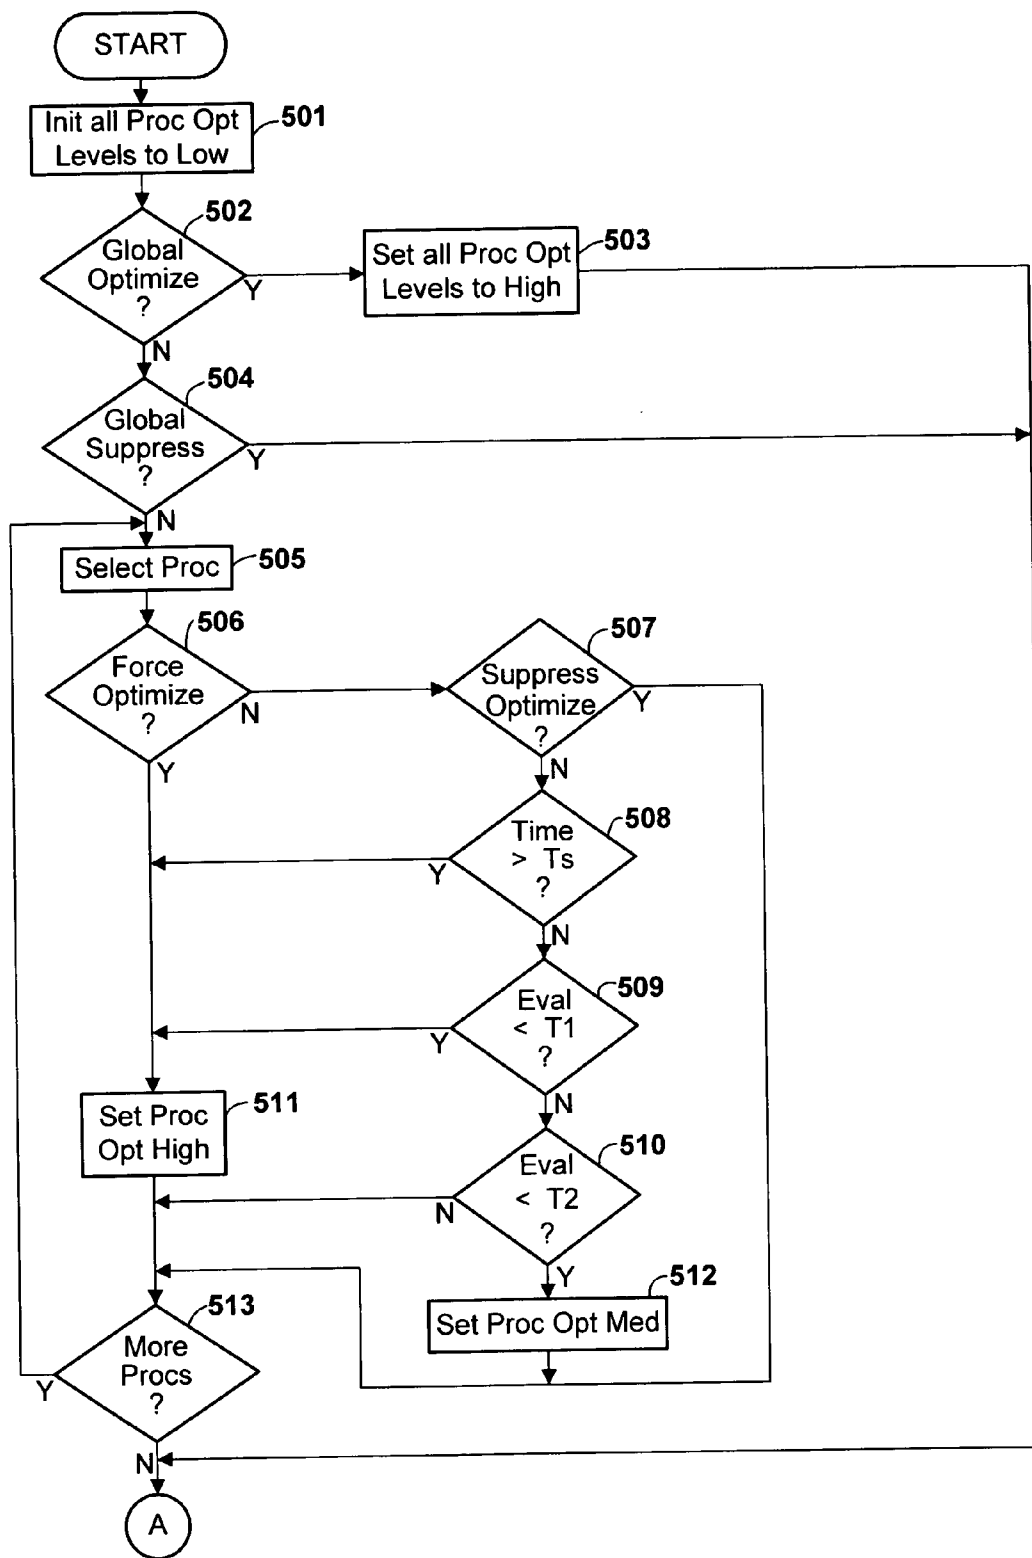 START
Init all Proc Opt
Levels to Low
501
502
Global
Optimize
?
Y
N
Set all Proc Opt
Levels to High
503
504
Global
Suppress
?
Y
N
Select Proc
505
506
Force
Optimize
?
N
Y
507
Suppress
Optimize
?
Y
N
508
Time
> Ts
?
Y
N
509
Eval
< T1
?
Y
N
Set Proc
Opt High
511
510
Eval
< T2
?
N
Y
512
Set Proc Opt Med
513
More
Procs
?
Y
N
A